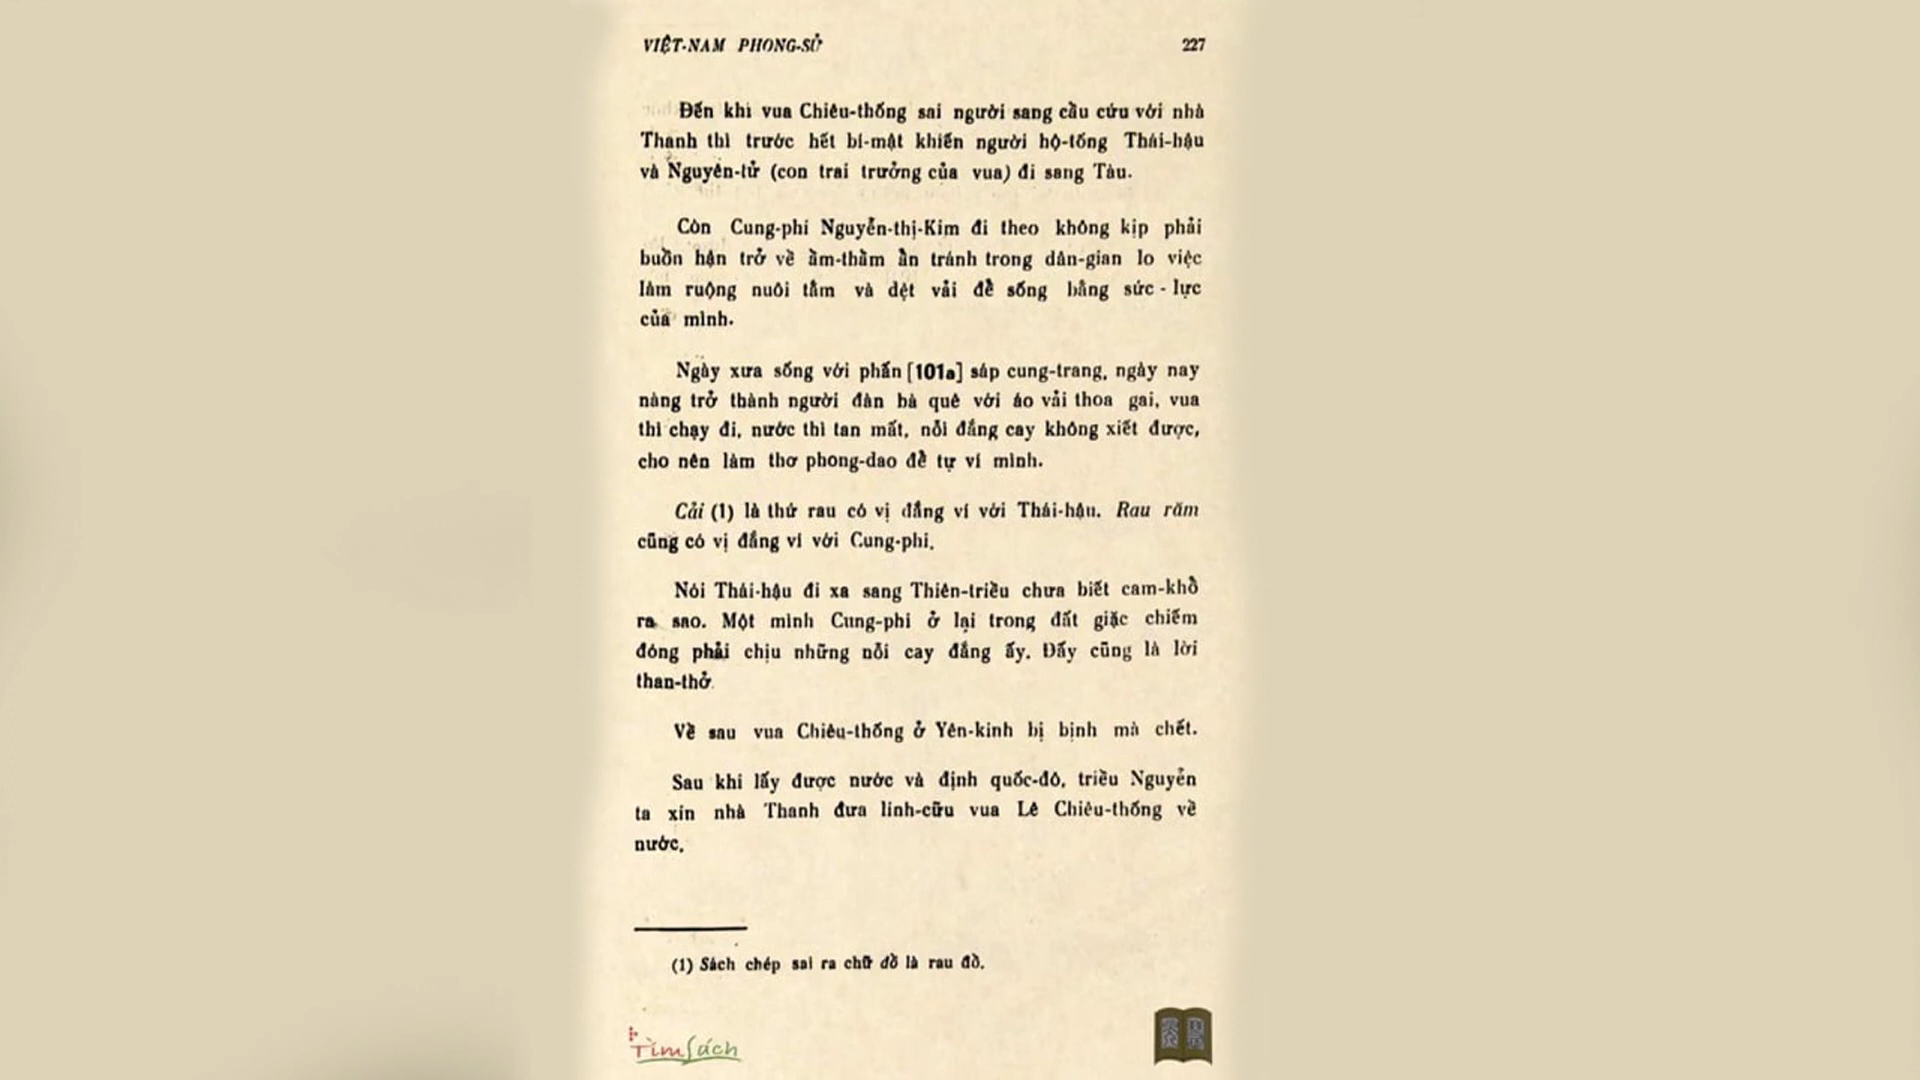 VIỆT-NAM PHONG-SỬ 227
Đến khi vua Chiêu-thống sai người sang cầu cứu với nhà
Thanh thì trước hết bí-mật khiến người hộ-tống Thái-hậu
và Nguyên-tử (con trai trưởng của vua) đi sang Tàu.
Còn Cung-phi Nguyễn-thị-Kim đi theo không kịp phải
buồn hận trở về âm-thầm ẩn tránh trong dân-gian lo việc
làm ruộng nuôi tằm và dệt vải để sống bằng sức - lực
của mình.
Ngày xưa sống với phấn [101a] sáp cung-trang, ngày nay
nàng trở thành người đàn bà quê với áo vải thoa gai, vua
thì chạy đi, nước thì tan mất, nỗi đắng cay không xiết được,
cho nên làm thơ phong-dao để tự ví mình.
Cải (1) là thứ rau có vị đắng ví với Thái-hậu. Rau răm
cũng có vị đắng ví với Cung-phi.
Nói Thái-hậu đi xa sang Thiên-triều chưa biết cam-khổ
ra sao. Một mình Cung-phi ở lại trong đất giặc chiếm
đóng phải chịu những nỗi cay đắng ấy. Đấy cũng là lời
than-thở.
Về sau vua Chiêu-thống ở Yên-kinh bị bịnh mà chết.
Sau khi lấy được nước và định quốc-đô, triều Nguyễn
ta xin nhà Thanh đưa linh-cữu vua Lê Chiêu-thống về
nước.
(1) Sách chép sai ra chữ đồ là rau đồ.
TìmSách